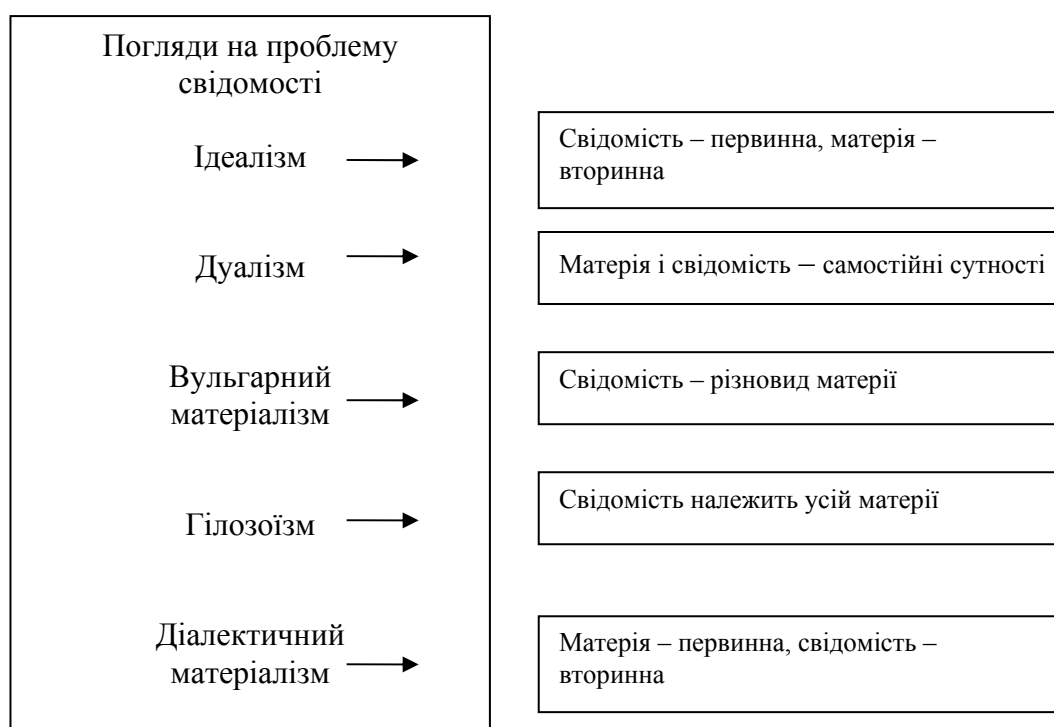 Погляди на проблему
свідомості
Ідеалізм
Свідомість – первинна, матерія –
вторинна
Дуалізм
Матерія і свідомість – самостійні сутності
Вульгарний
матеріалізм
Свідомість – різновид матерії
Гілозоїзм
Свідомість належить усій матерії
Діалектичний
матеріалізм
Матерія – первинна, свідомість –
вторинна